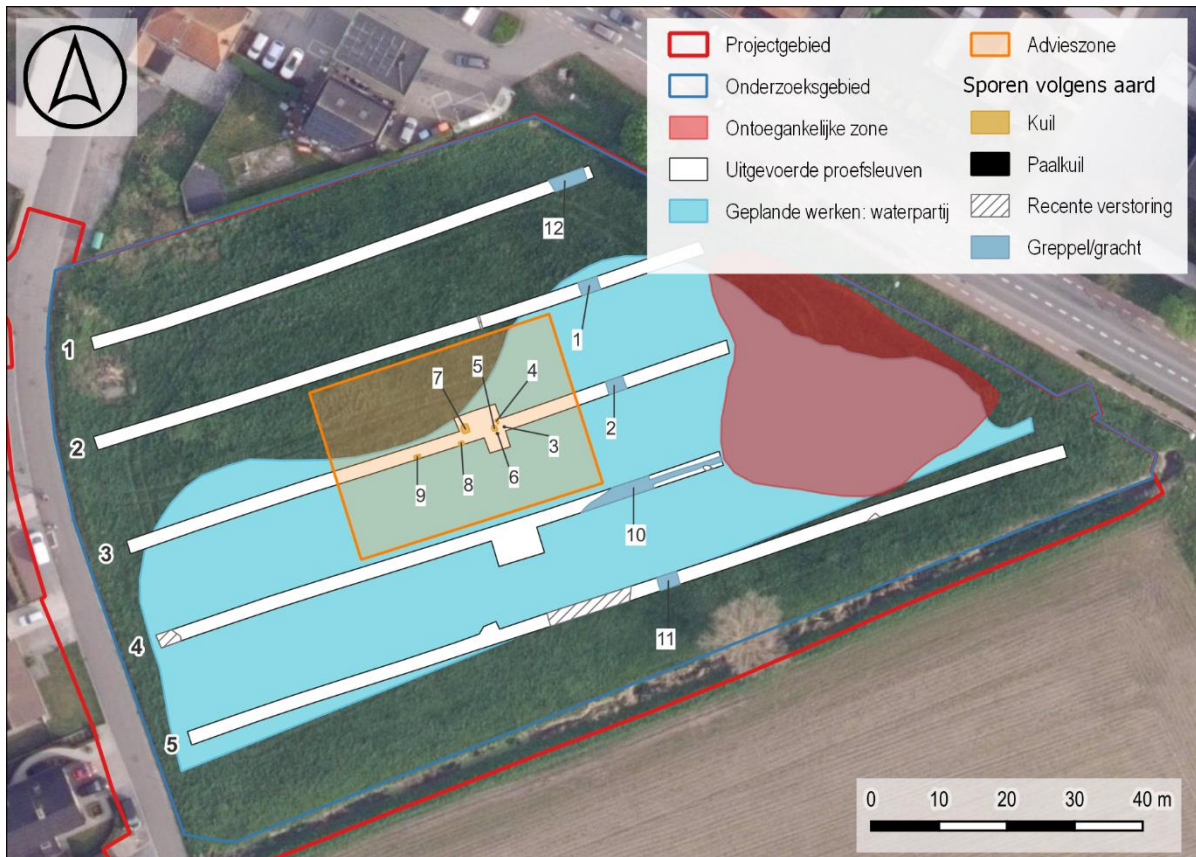 Projectgebied
Onderzoeksgebied
Ontoegankelijke zone
Uitgevoerde proefsleuven
Geplande werken: waterpartij
Advieszone
Sporen volgens aard
Kuil
Paalkuil
Recente verstoring
Greppel/gracht
12
1
1
2
7
5
4
2
3
6
8
9
3
10
4
11
5
0 10 20 30 40 m